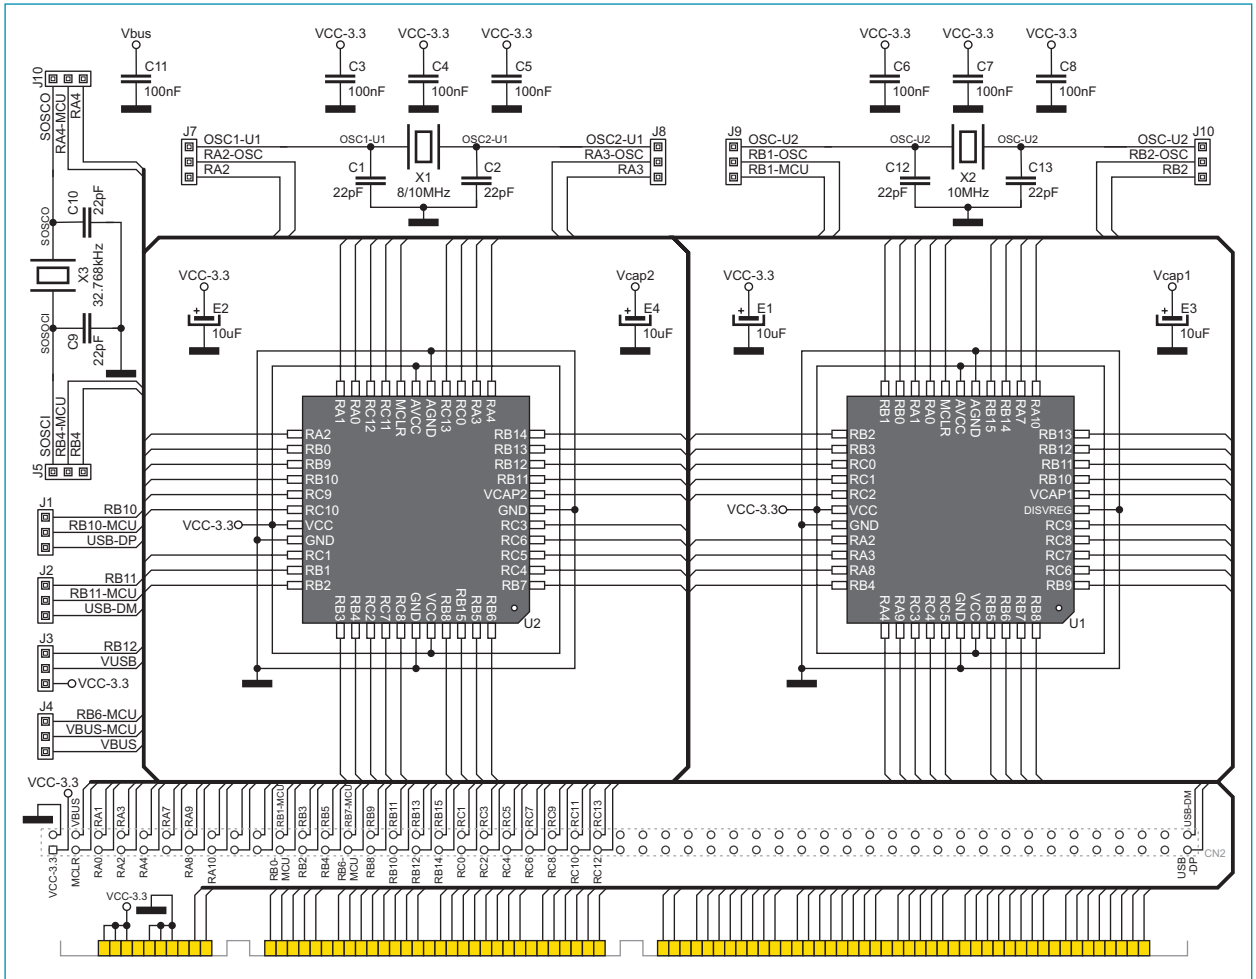 Vbus
C11
100nF
VCC-3.3
C3
100nF
VCC-3.3
C4
100nF
VCC-3.3
C5
100nF
VCC-3.3
C6
100nF
VCC-3.3
C7
100nF
VCC-3.3
C8
100nF
J10
SOSCO
RA4-MCU
RA4
J7
OSC1-U1
RA2-OSC
RA2
OSC1-U1
OSC2-U1
C1
22pF
X1
8/10MHz
C2
22pF
OSC2-U1
RA3-OSC
RA3
J8
J9
OSC-U2
RB1-OSC
RB1-MCU
OSC-U2
OSC-U2
C12
22pF
X2
10MHz
C13
22pF
OSC-U2
RB2-OSC
RB2
J10
C10
22pF
SOSCO
X3
32.768kHz
SOSCI
C9
22pF
SOSCI
RB4-MCU
RB4
J5
VCC-3.3
E2
10uF
Vcap2
E4
10uF
VCC-3.3
E1
10uF
Vcap1
E3
10uF
RA1
RA0
RC12
RC11
MCLR
AVCC
AGND
RC13
RC0
RA3
RA4
RA2
RB0
RB9
RB10
RC9
RC10
VCC
GND
RC1
RB1
RB2
VCC-3.3
RB14
RB13
RB12
RB11
VCAP2
GND
RC3
RC6
RC5
RC4
RB7
RB3
RB4
RC2
RC7
RC8
GND
VCC
RB8
RB15
RB5
RB6
U2
RB1
RB0
RA1
RA0
MCLR
AVCC
AGND
RB15
RB14
RA7
RA10
RB2
RB3
RC0
RC1
RC2
VCC
GND
RA2
RA3
RA8
RB4
VCC-3.3
RB13
RB12
RB11
RB10
VCAP1
DISVREG
RC9
RC8
RC7
RC6
RB9
RA4
RA9
RC3
RC4
RC5
GND
VCC
RB5
RB6
RB7
RB8
U1
J1
RB10
RB10-MCU
USB-DP
J2
RB11
RB11-MCU
USB-DM
J3
RB12
VUSB
VCC-3.3
J4
RB6-MCU
VBUS-MCU
VBUS
VCC-3.3
VBUS
RA1
RA3
RA7
RA9
RB1-MCU
RB3
RB5
RB7-MCU
RB9
RB11
RB13
RB15
RC1
RC3
RC5
RC7
RC9
RC11
RC13
USB-DM
VCC-3.3
MCLR
RA0
RA2
RA4
RA8
RA10
RB0-
MCU
RB2
RB4
RB6-
MCU
RB8
RB10
RB12
RB14
RC0
RC2
RC4
RC6
RC8
RC10
RC12
USB
-DP
CN2
VCC-3.3